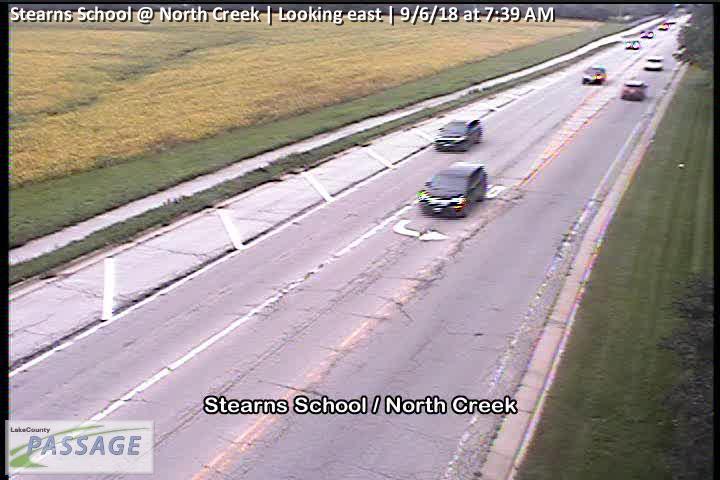 Stearns School @ North Creek | Looking east | 9/6/18 at 7:39 AM
Stearns School / North Creek
LakeCounty
PASSAGE